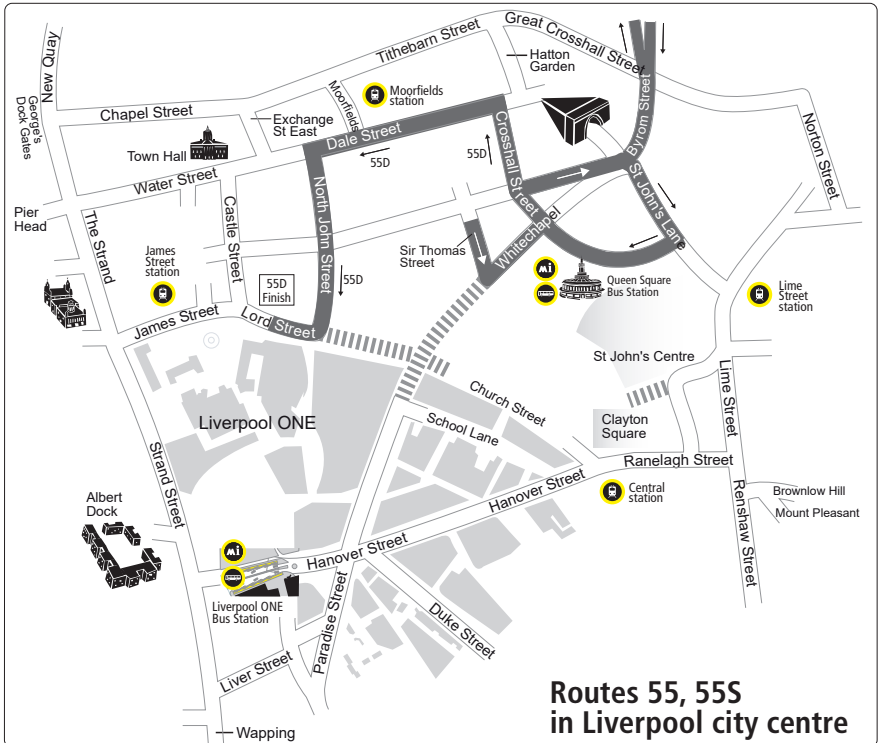 Great Crosshall Street
New Quay
Tithebarn Street
Hatton
Garden
George's
Dock Gates
Chapel Street
Moorfields
Moorfields
station
Exchange
St East
Byrom Street
Norton Street
Town Hall
Dale Street
55D
55D
Crosshall Street
Water Street
St John's Lane
Pier
Head
The Strand
Castle Street
North John Street
Whitechapel
Sir Thomas
Street
James
Street
station
55D
Finish
55D
Mi
Queen Square
Bus Station
Lime
Street
station
James Street
Lord Street
St John's Centre
Church Street
Lime Street
Liverpool ONE
School Lane
Clayton
Square
Strand Street
Ranelagh Street
Hanover Street
Central
station
Renshaw Street
Brownlow Hill
Mount Pleasant
Albert
Dock
Mi
Hanover Street
Liverpool ONE
Bus Station
Paradise Street
Duke Street
Liver Street
Wapping
Routes 55, 55S
in Liverpool city centre